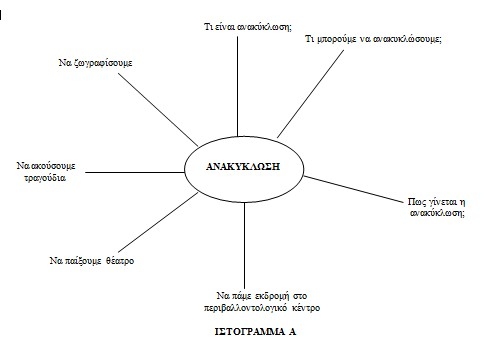 Τι είναι ανακύκλωση;
Τι μπορούμε να ανακυκλώσουμε;
Να ζωγραφίσουμε
ΑΝΑΚΥΚΛΩΣΗ
Να ακούσουμε
τραγούδια
Πως γίνεται η
ανακύκλωση;
Να παίξουμε θέατρο
Να πάμε εκδρομή στο
περιβαλλοντολογικό κέντρο
ΙΣΤΟΓΡΑΜΜΑ Α